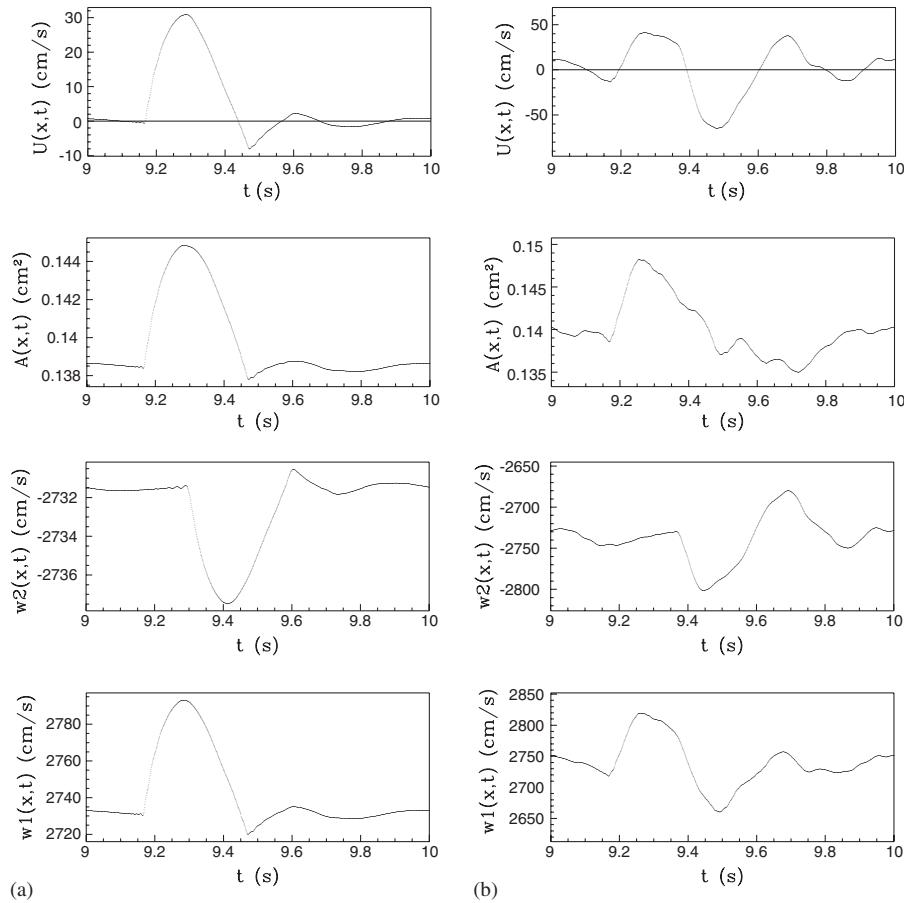 U(x,t) (cm/s)
30
20
10
0
-10
9 9.2 9.4 9.6 9.8 10
t (s)
U(x,t) (cm/s)
50
0
-50
9 9.2 9.4 9.6 9.8 10
t (s)
A(x,t) (cm²)
0.144
0.142
0.14
0.138
9 9.2 9.4 9.6 9.8 10
t (s)
A(x,t) (cm²)
0.15
0.145
0.14
0.135
9 9.2 9.4 9.6 9.8 10
t (s)
w2(x,t) (cm/s)
-2732
-2734
-2736
9 9.2 9.4 9.6 9.8 10
t (s)
w2(x,t) (cm/s)
-2650
-2700
-2750
-2800
9 9.2 9.4 9.6 9.8 10
t (s)
w1(x,t) (cm/s)
2780
2760
2740
2720
9 9.2 9.4 9.6 9.8 10
t (s)
(a)
w1(x,t) (cm/s)
2850
2800
2750
2700
2650
9 9.2 9.4 9.6 9.8 10
t (s)
(b)